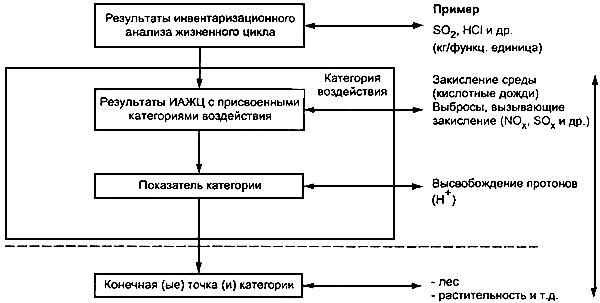 Результаты инвентаризационного
анализа жизненного цикла
Пример
SO2, HCl и др.
(кг/функц. единица)
Категория
воздействия
Результаты ИАЖЦ с присвоенными
категориями воздействия
Закисление среды
(кислотные дожди)
Выбросы, вызывающие
закисление (NOx, SOx и др.)
Показатель категории
Высвобождение протонов
(H+)
Конечная (ые) точка (и) категории
- лес
- растительность и т.д.